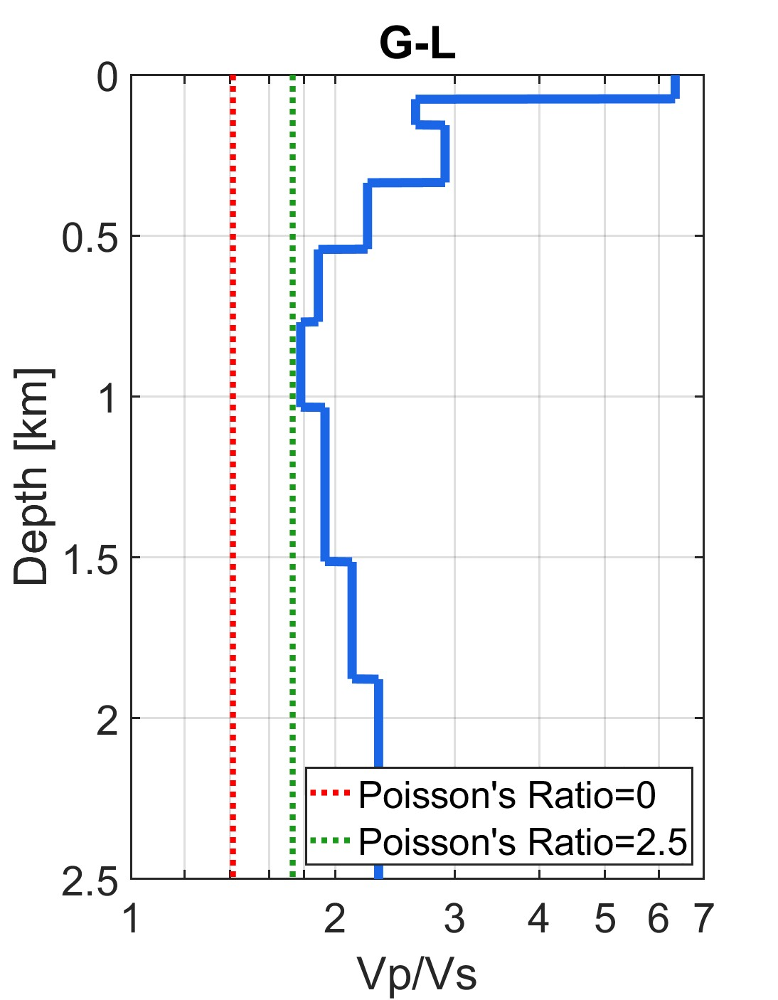 G-L
0
0.5
1
1.5
2
2.5
Depth [km]
Poisson's Ratio=0
Poisson's Ratio=2.5
1 2 3 4 5 6 7
Vp/Vs